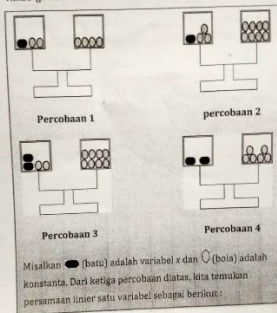 Percobaan 1
percobaan 2
Percobaan 3
Percobaan 4
Misalkan (batu) adalah variabel x dan (bola) adalah
konstanta. Dari ketiga percobaan diatas, kita temukan
persamaan linier satu variabel sebagai berikut :